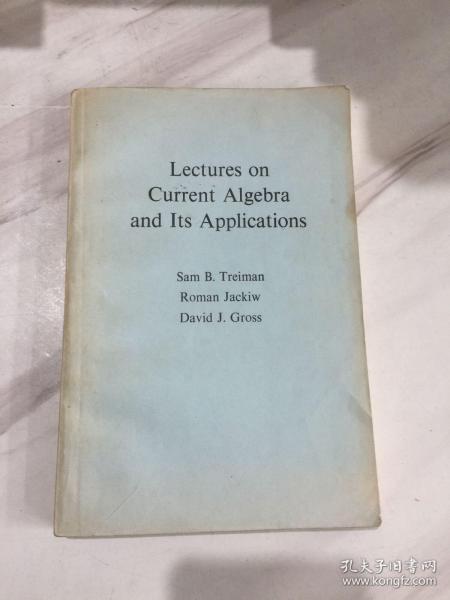 Lectures on
Current Algebra
and Its Applications
Sam B. Treiman
Roman Jackiw
David J. Gross
孔夫子旧书网
www.kongfz.com